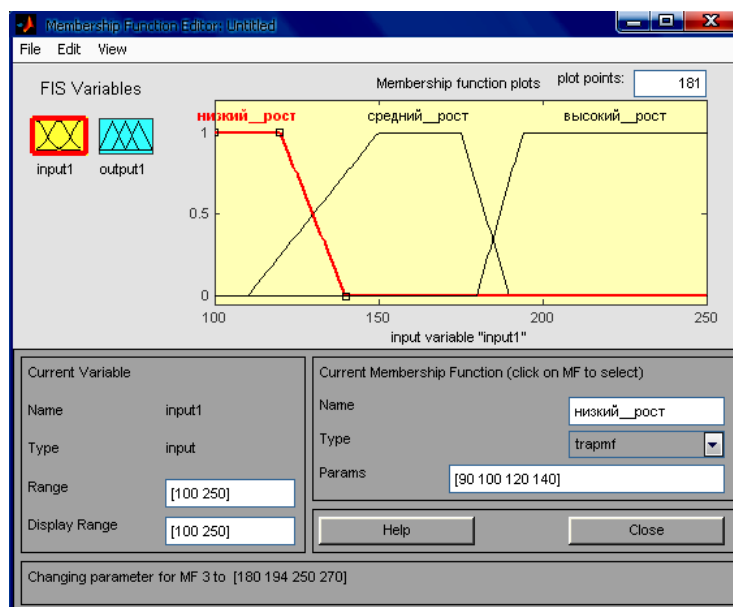 Membership Function Editor: Untitled
File Edit View
FIS Variables
Membership function plots
plot points: 181
input1
output1
низкий__рост
средний__рост
высокий__рост
1
0.5
0
100
150
200
250
input variable "input1"
Current Variable
Name input1
Type input
Range [100 250]
Display Range [100 250]
Current Membership Function (click on MF to select)
Name низкий__рост
Type trapmf
Params [90 100 120 140]
Help
Close
Changing parameter for MF 3 to [180 194 250 270]